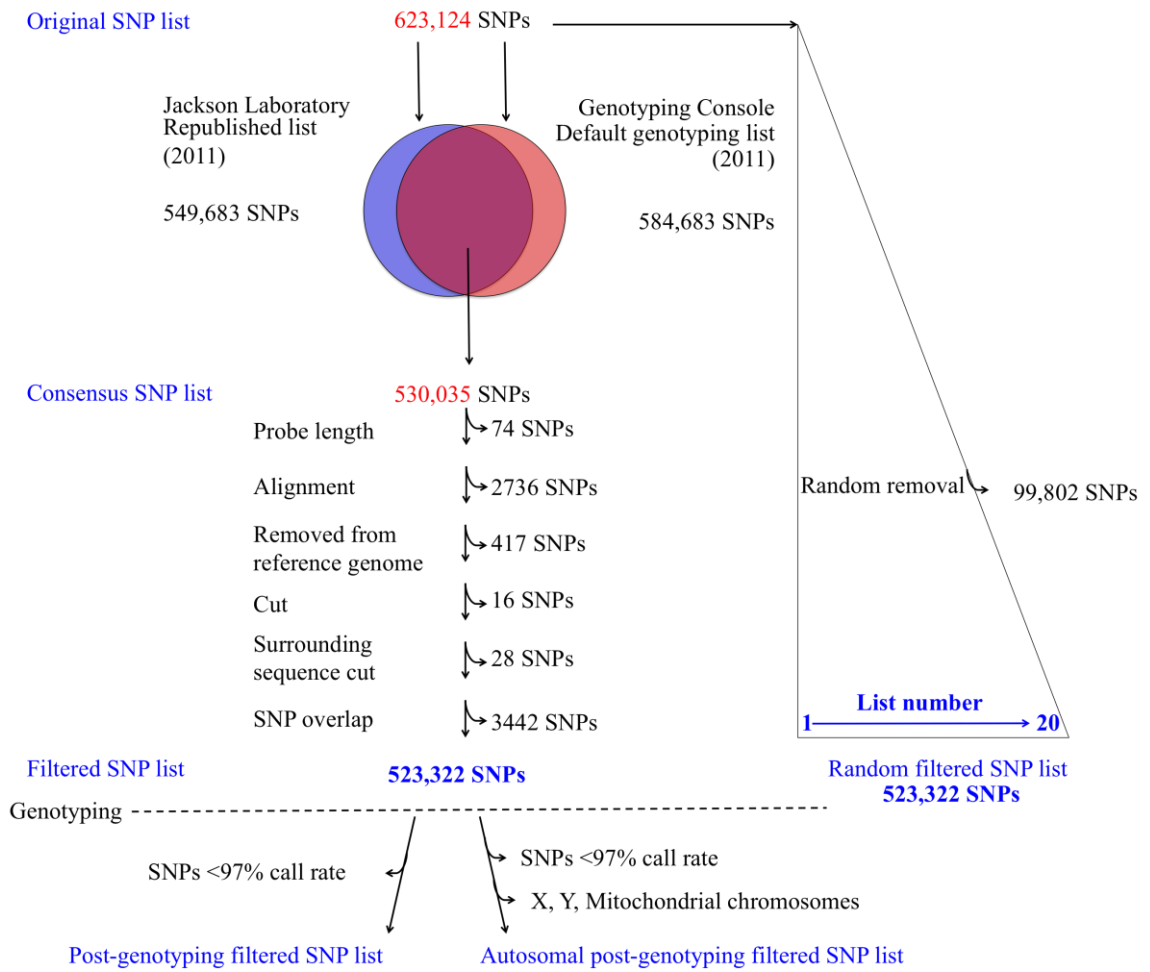 Original SNP list
623,124 SNPs
Jackson Laboratory
Republished list
(2011)
549,683 SNPs
Genotyping Console
Default genotyping list
(2011)
584,683 SNPs
Consensus SNP list
530,035 SNPs
Probe length
74 SNPs
Alignment
2736 SNPs
Removed from
reference genome
417 SNPs
Cut
16 SNPs
Surrounding
sequence cut
28 SNPs
SNP overlap
3442 SNPs
Random removal
99,802 SNPs
List number
1
20
Filtered SNP list
523,322 SNPs
Random filtered SNP list
523,322 SNPs
Genotyping
SNPs <97% call rate
SNPs <97% call rate
X, Y, Mitochondrial chromosomes
Post-genotyping filtered SNP list
Autosomal post-genotyping filtered SNP list